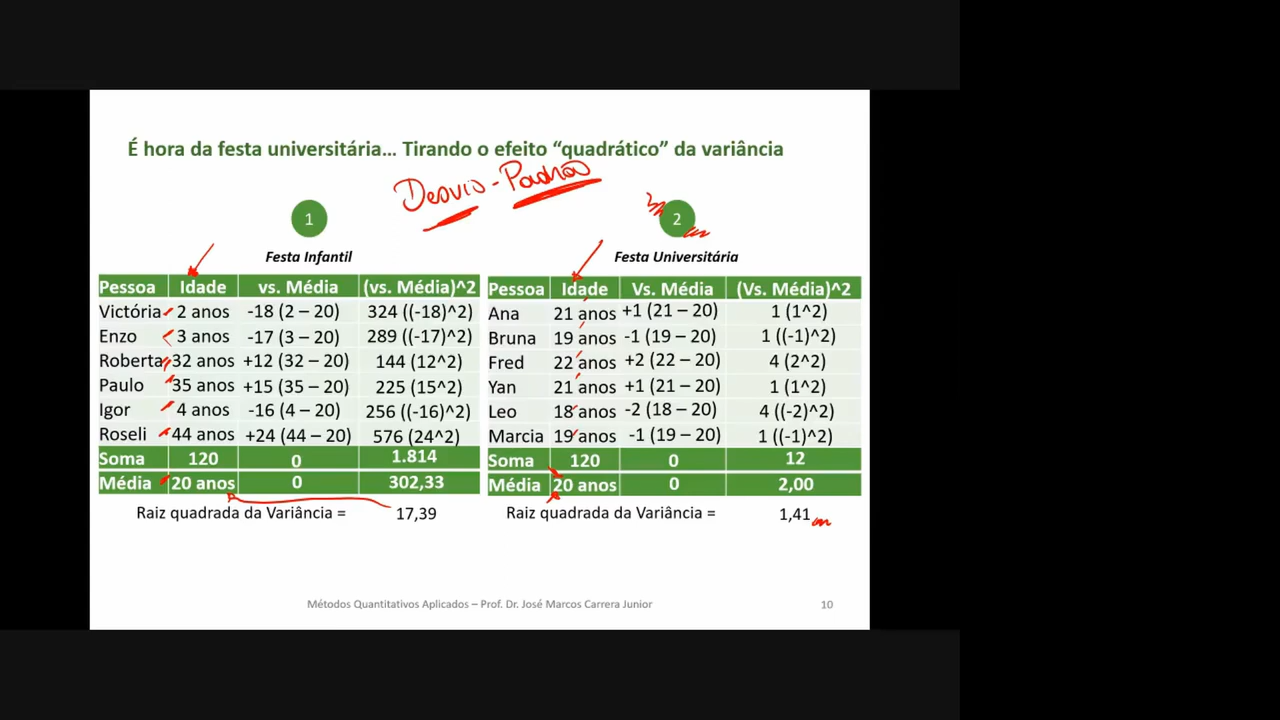 É hora da festa universitária... Tirando o efeito “quadrático” da variância
Desvio-Padrão
1
Festa Infantil
Pessoa Idade vs. Média (vs. Média)^2
Victória 2 anos -18 (2 – 20) 324 ((-18)^2)
Enzo 3 anos -17 (3 – 20) 289 ((-17)^2)
Roberta 32 anos +12 (32 – 20) 144 (12^2)
Paulo 35 anos +15 (35 – 20) 225 (15^2)
Igor 4 anos -16 (4 – 20) 256 ((-16)^2)
Roseli 44 anos +24 (44 – 20) 576 (24^2)
Soma 120 0 1.814
Média 20 anos 0 302,33
Raiz quadrada da Variância = 17,39
2
Festa Universitária
Pessoa Idade Vs. Média (Vs. Média)^2
Ana 21 anos +1 (21 – 20) 1 (1^2)
Bruna 19 anos -1 (19 – 20) 1 ((-1)^2)
Fred 22 anos +2 (22 – 20) 4 (2^2)
Yan 21 anos +1 (21 – 20) 1 (1^2)
Leo 18 anos -2 (18 – 20) 4 ((-2)^2)
Marcia 19 anos -1 (19 – 20) 1 ((-1)^2)
Soma 120 0 12
Média 20 anos 0 2,00
Raiz quadrada da Variância = 1,41
Métodos Quantitativos Aplicados – Prof. Dr. José Marcos Carrera Junior
10